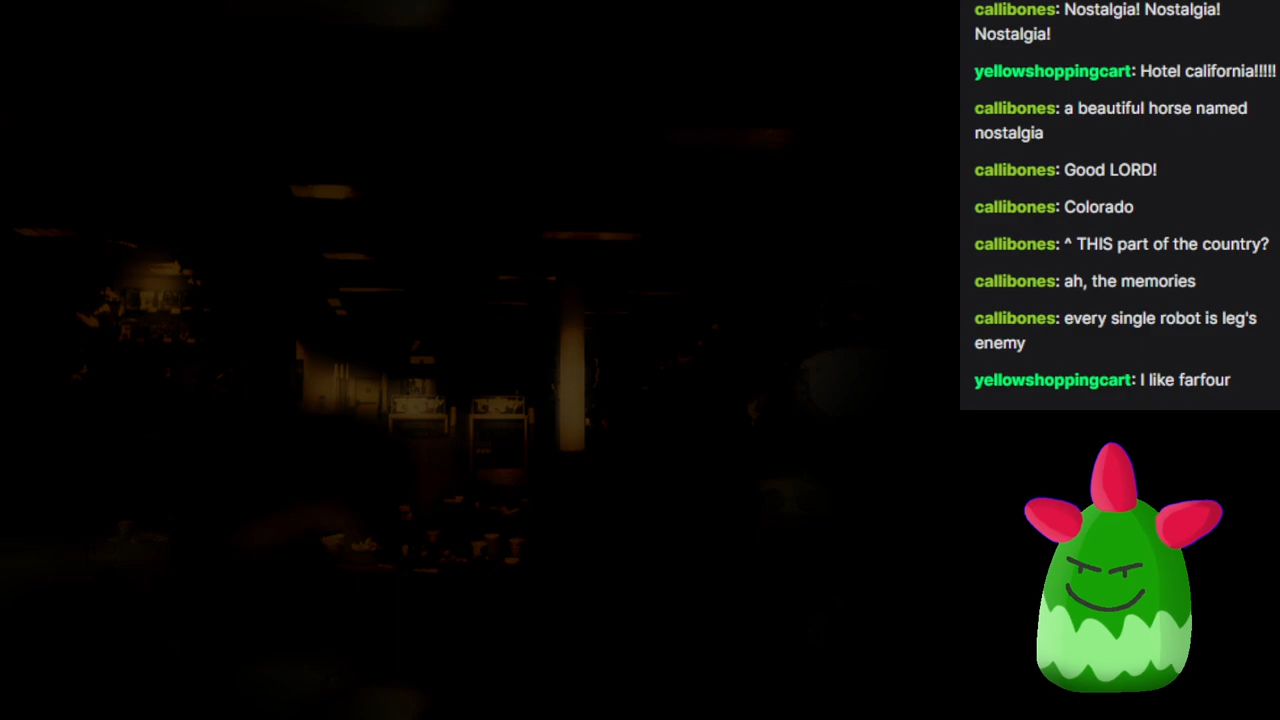 callibones: Nostalgia! Nostalgia!
Nostalgia!
yellowshoppingcart: Hotel california!!!!!
callibones: a beautiful horse named
nostalgia
callibones: Good LORD!
callibones: Colorado
callibones: ^ THIS part of the country?
callibones: ah, the memories
callibones: every single robot is leg's
enemy
yellowshoppingcart: I like farfour